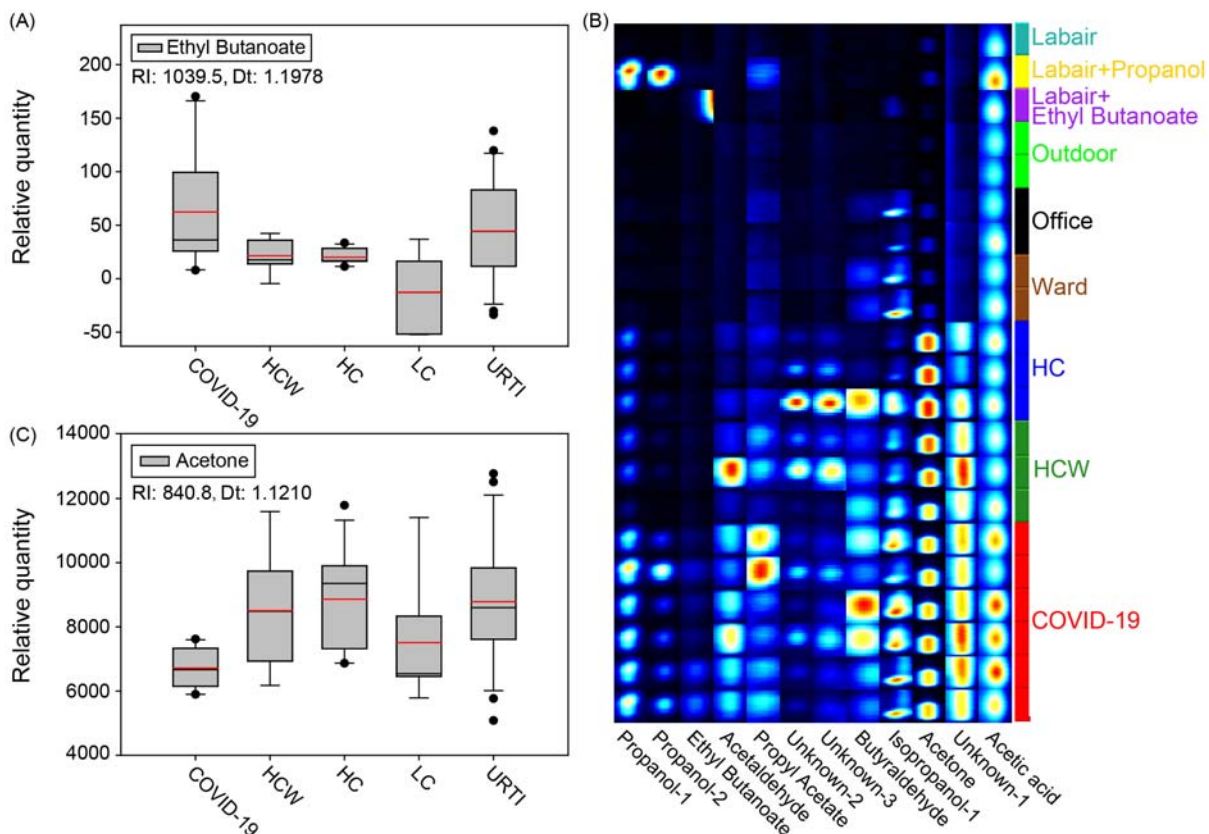 (A)
Ethyl Butanoate
RI: 1039.5, Dt: 1.1978
Relative quantity
200
150
100
50
0
-50
COVID-19
HCW
HC
LC
URTI
(C)
Acetone
RI: 840.8, Dt: 1.1210
Relative quantity
14000
12000
10000
8000
6000
4000
COVID-19
HCW
HC
LC
URTI
(B)
Labair
Labair+Propanol
Labair+
Ethyl Butanoate
Outdoor
Office
Ward
HC
HCW
COVID-19
Propanol-1
Propanol-2
Ethyl Butanoate
Acetaldehyde
Propyl Acetate
Unknown-2
Unknown-3
Butyraldehyde
Isopropanol-1
Acetone
Unknown-1
Acetic acid